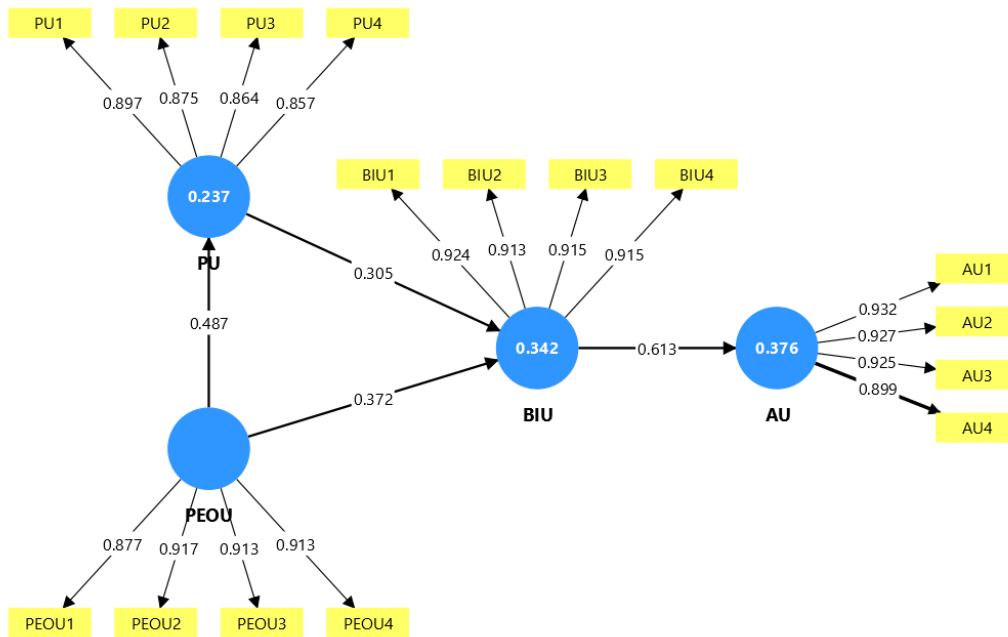 PU1 PU2 PU3 PU4
0.897 0.875 0.864 0.857
0.237
PU
BIU1 BIU2 BIU3 BIU4
0.924 0.913 0.915 0.915
0.305
0.487
0.342
BIU
0.613
0.376
AU
AU1
0.932
AU2
0.927
0.925
AU3
0.899
AU4
0.372
PEOU
0.877 0.917 0.913 0.913
PEOU1 PEOU2 PEOU3 PEOU4